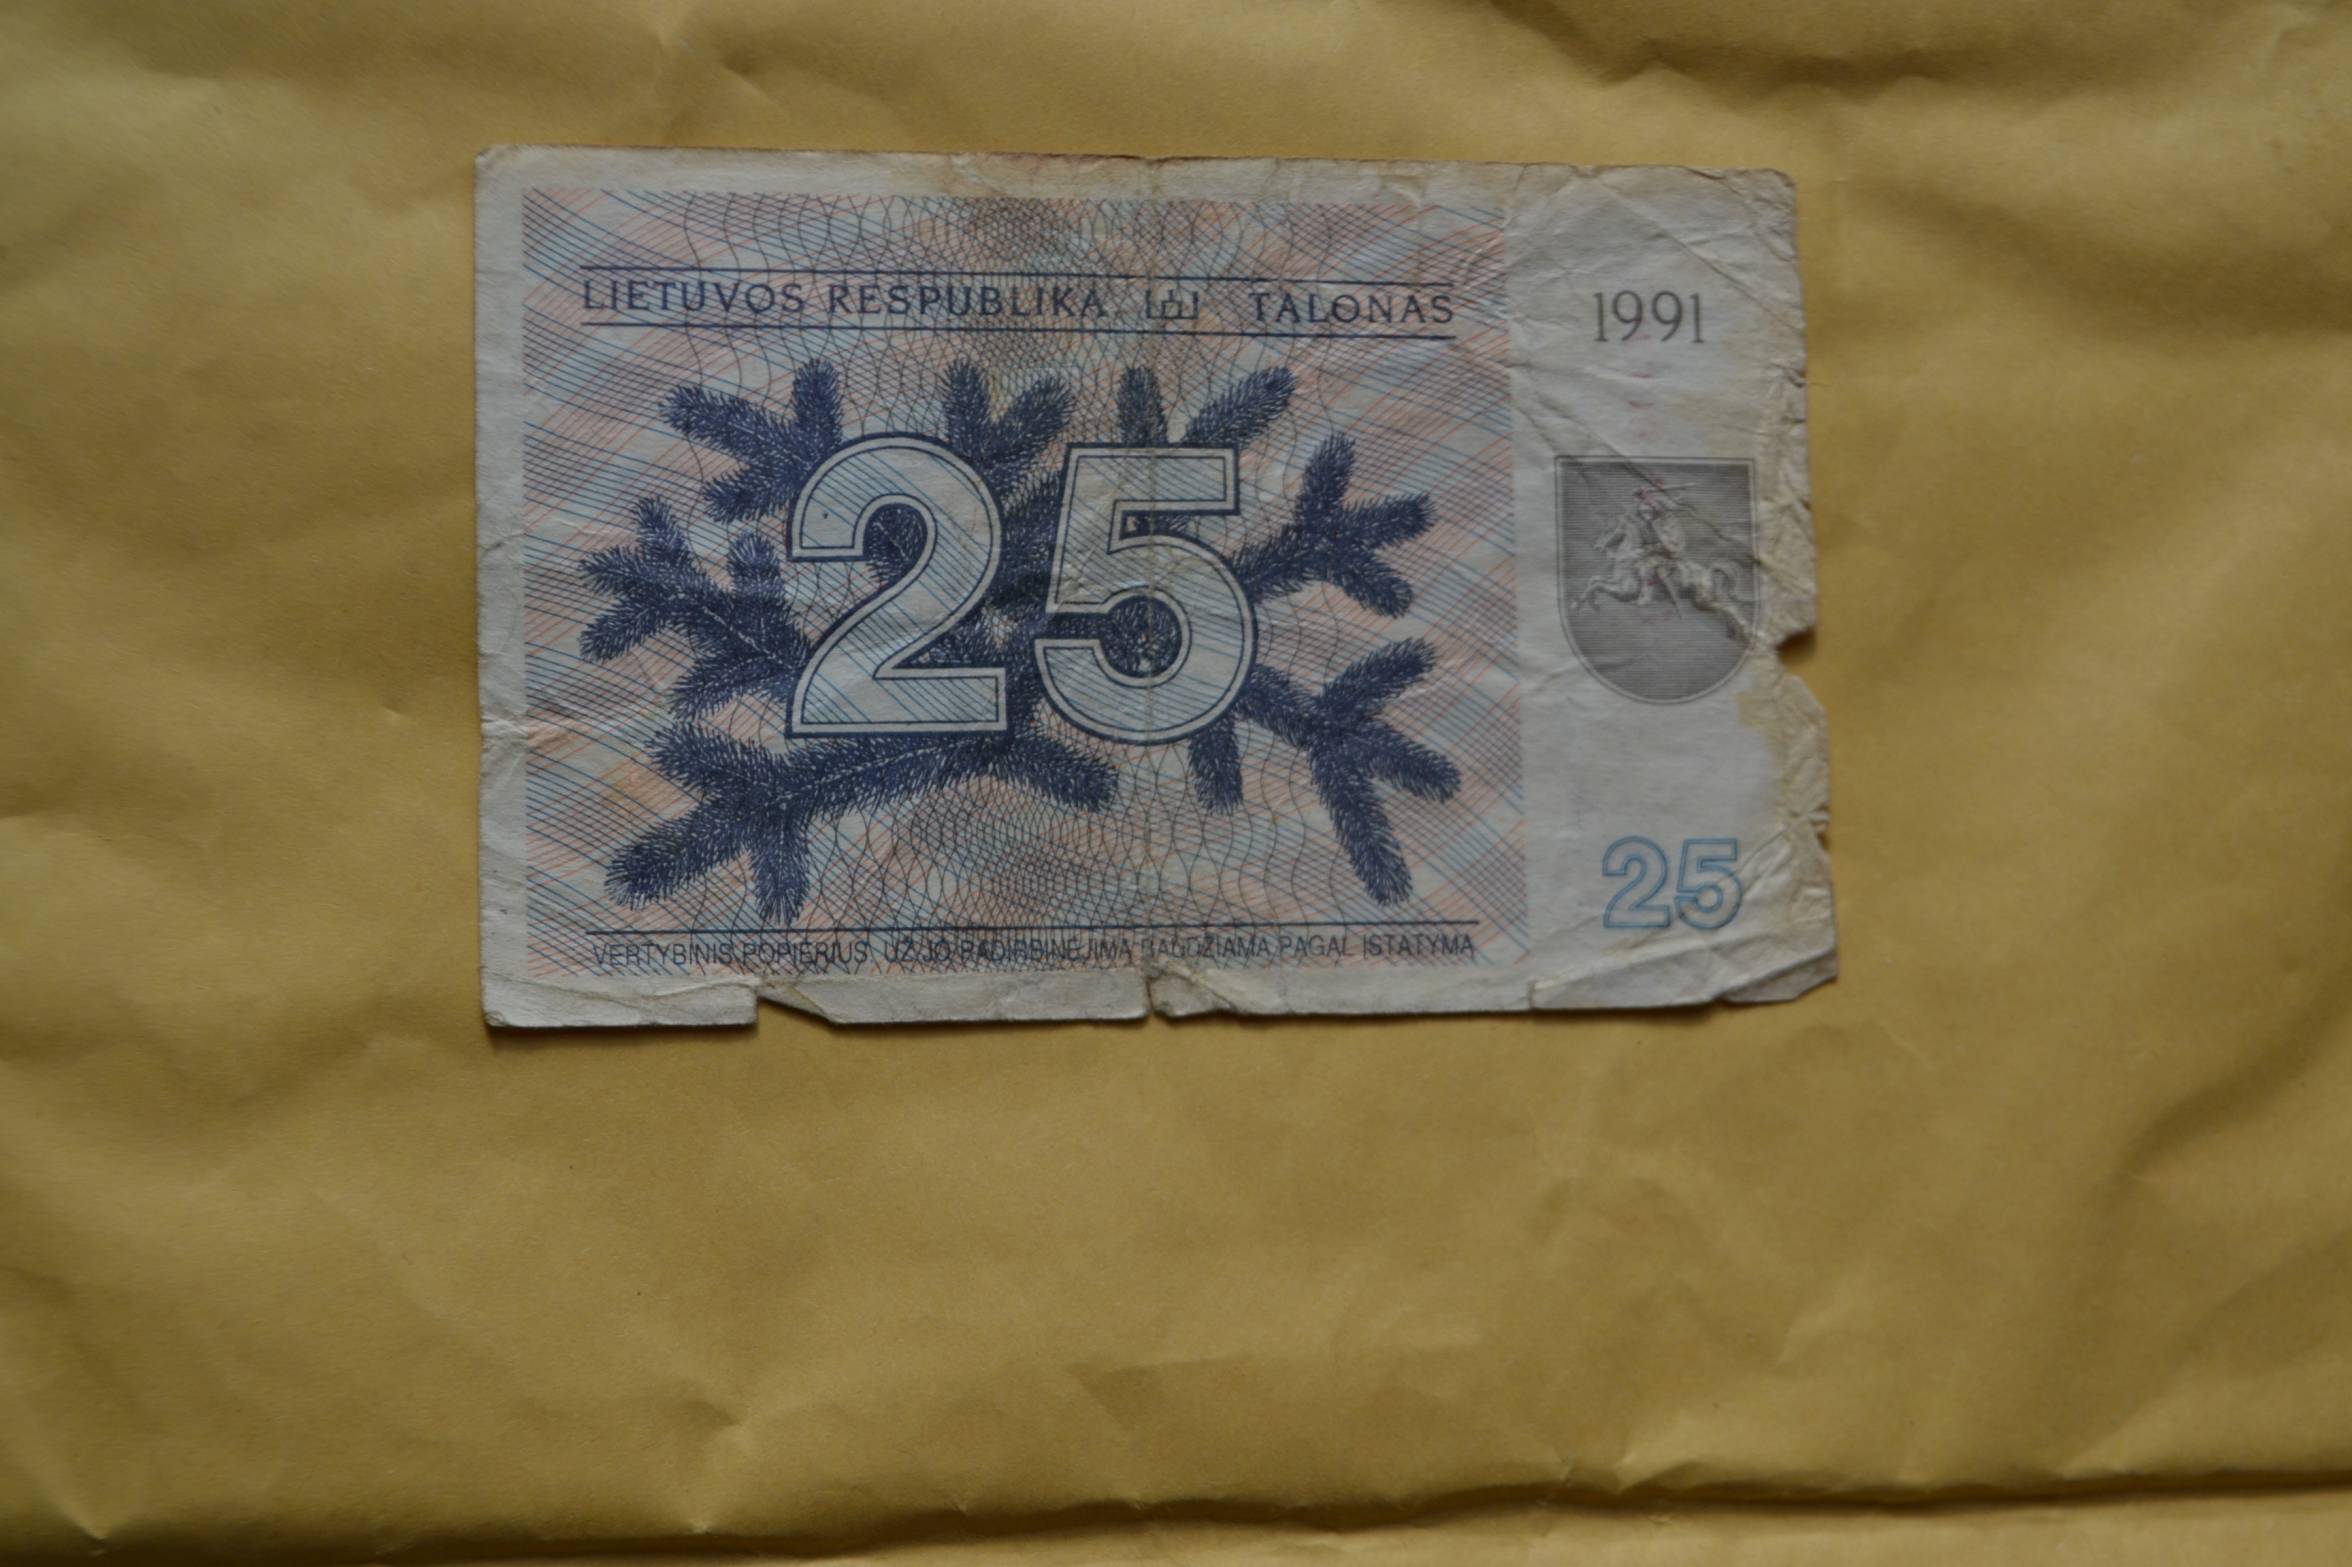 LIETUVOS RESPUBLIKA TALONAS
1991
25
25
VERTYBINIS POPIERIUS. UŽ JO PADIRBINĖJIMĄ BAUDŽIAMA PAGAL ĮSTATYMĄ